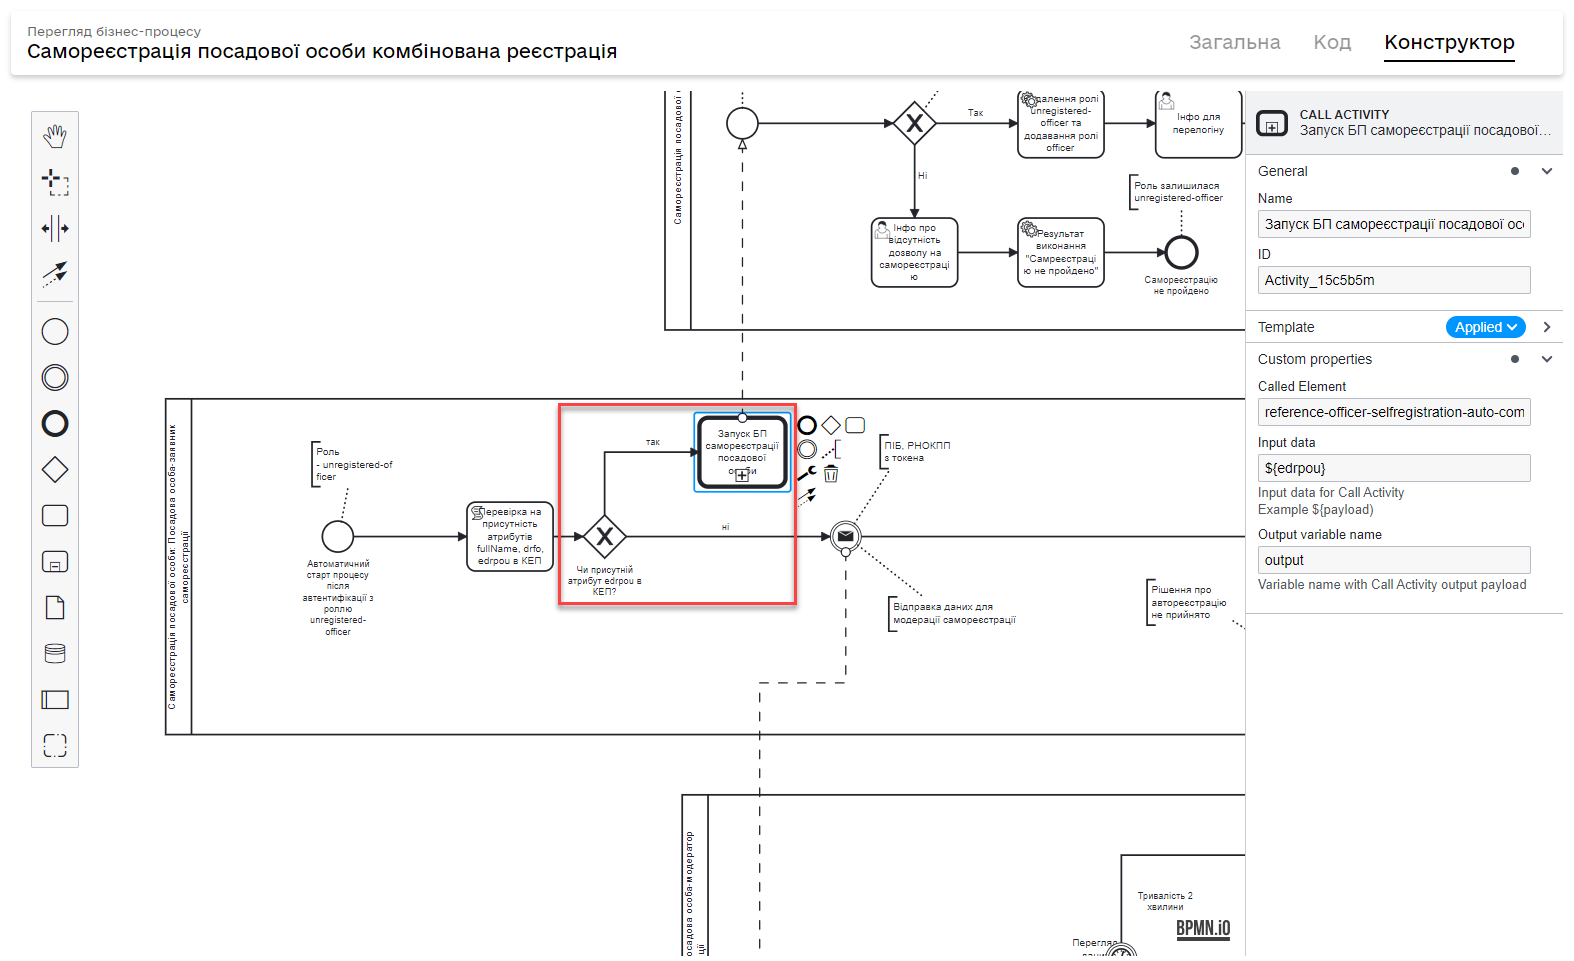 Перегляд бізнес-процесу
Самореєстрація посадової особи комбінована реєстрація
Загальна
Код
Конструктор
Самореєстрація посадової
Так
далення ролі
unregistered-
officer та
додавання ролі
officer
Інфо для
перелогіну
Ні
Роль залишилася
unregistered-officer
Інфо про
відсутність
дозволу на
самореєстраці
ю
Результат
виконання
"Самреєстраці
ю не пройдено"
Самореєстрацію
не пройдено
Самореєстрація посадової особи: Посадова особа-заявник
самореєстрації
Роль
- unregistered-of
ficer
Автоматичний
старт процесу
після
автентифікації з
роллю
unregistered-
officer
Перевірка на
присутність
атрибутів
fullName, drfo,
edrpou в КЕП
Чи присутній
атрибут edrpou в
КЕП?
так
ні
Запуск БП
самореєстрації
посадової
особи
ПІБ, РНОКПП
з токена
Відправка даних для
модерації самореєстрації
Рішення про
автореєстрацію
не прийнято
осадова особа-модератор
ції
Тривалість 2
хвилини
Перегляд
BPMN.iO
CALL ACTIVITY
Запуск БП самореєстрації посадової...
General
Name
Запуск БП самореєстрації посадової ос
ID
Activity_15c5b5m
Template
Applied
Custom properties
Called Element
reference-officer-selfregistration-auto-com
Input data
${edrpou}
Input data for Call Activity
Example ${payload)
Output variable name
output
Variable name with Call Activity output payload